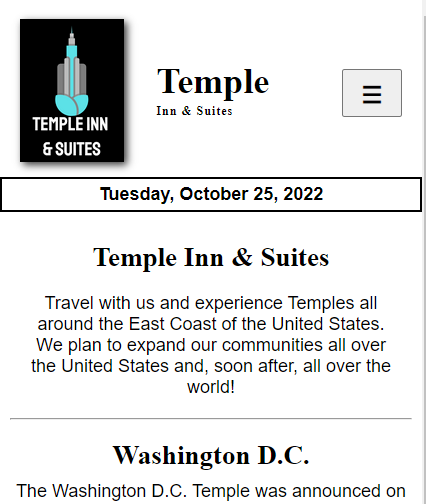 TEMPLE INN
& SUITES
Temple
Inn & Suites
☰
Tuesday, October 25, 2022
Temple Inn & Suites
Travel with us and experience Temples all
around the East Coast of the United States.
We plan to expand our communities all over
the United States and, soon after, all over the
world!
Washington D.C.
The Washington D.C. Temple was announced on